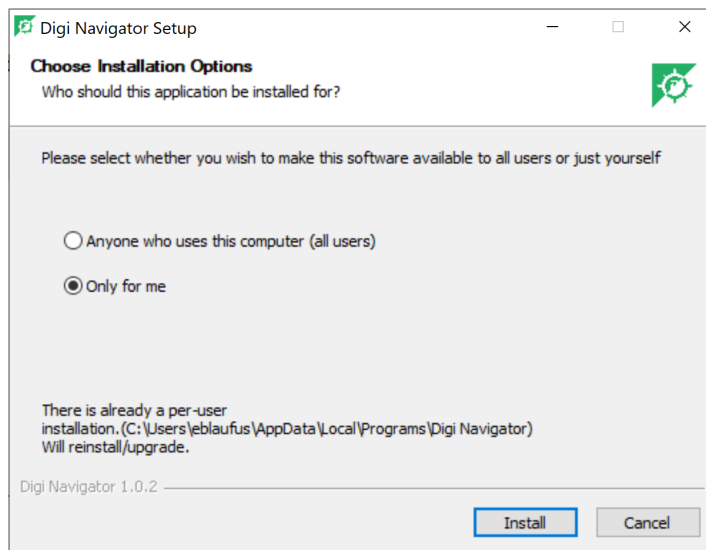 Digi Navigator Setup
Choose Installation Options
Who should this application be installed for?
Please select whether you wish to make this software available to all users or just yourself
Anyone who uses this computer (all users)
Only for me
There is already a per-user
installation.(C:\Users\eblaufus\AppData\Local\Programs\Digi Navigator)
Will reinstall/upgrade.
Digi Navigator 1.0.2
Install
Cancel